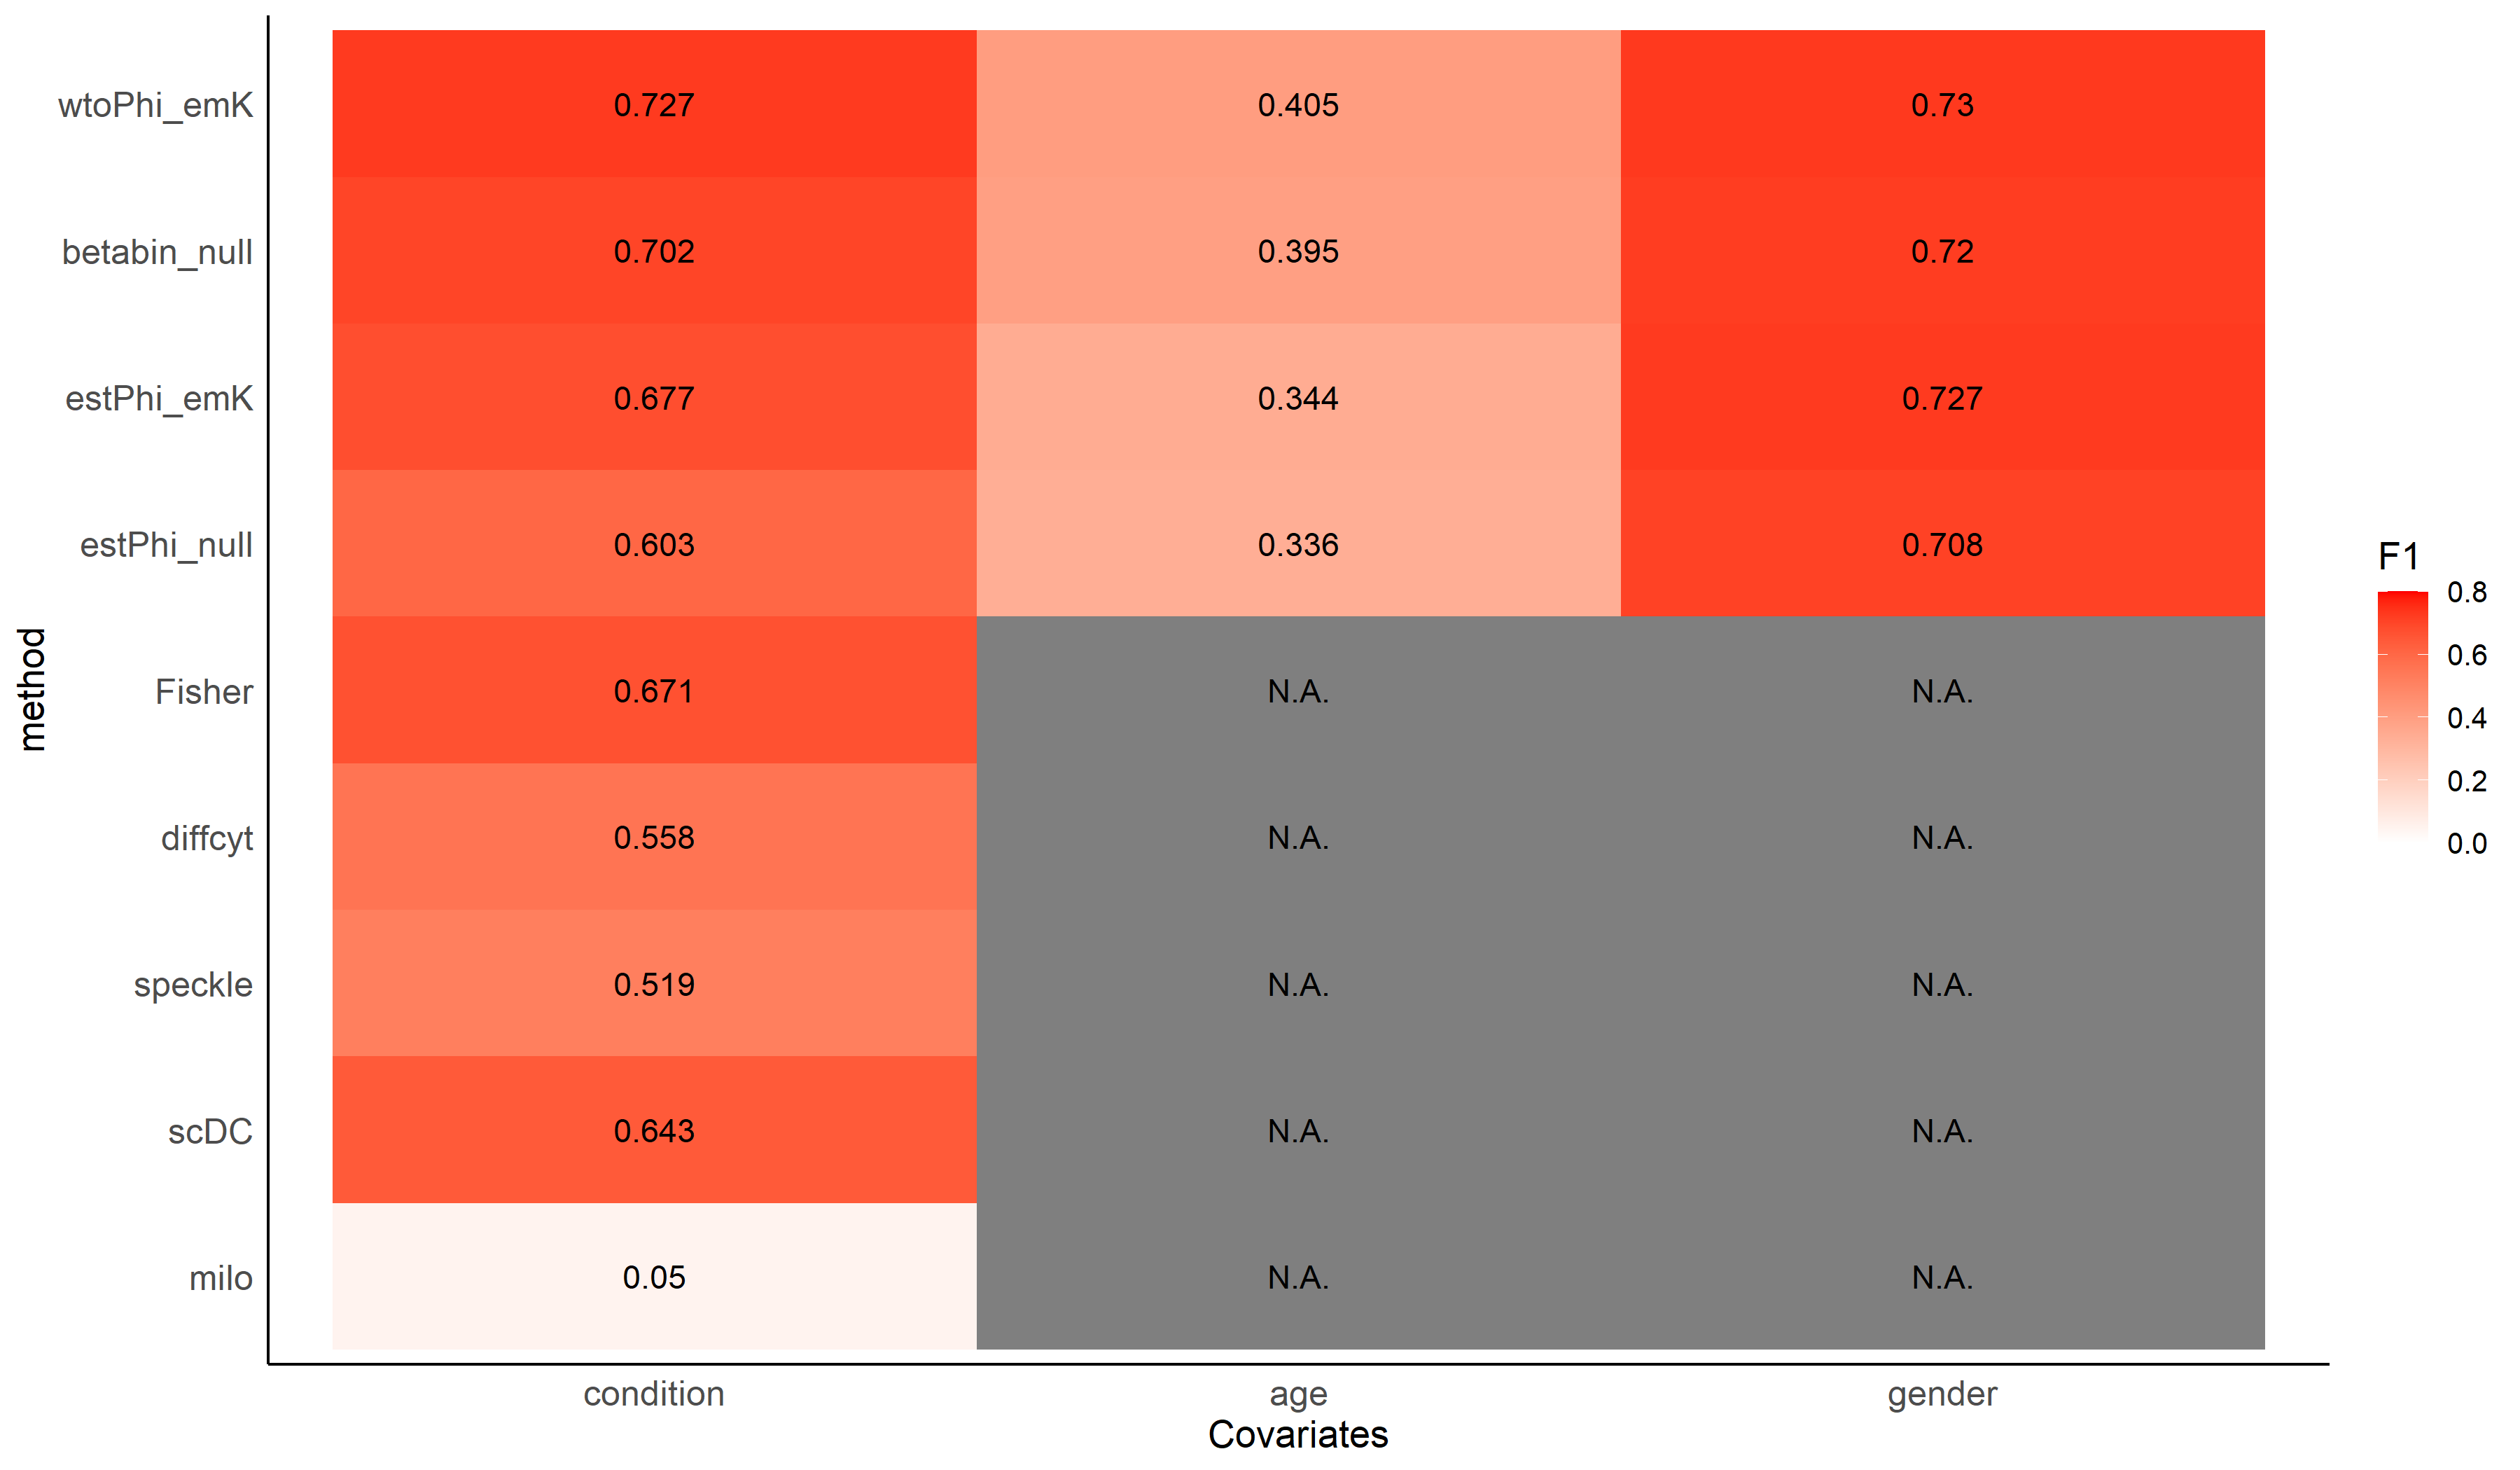 wtoPhi_emK 0.727 0.405 0.73
betabin_null 0.702 0.395 0.72
estPhi_emK 0.677 0.344 0.727
estPhi_null 0.603 0.336 0.708
Fisher 0.671 N.A. N.A.
diffcyt 0.558 N.A. N.A.
speckle 0.519 N.A. N.A.
scDC 0.643 N.A. N.A.
milo 0.05 N.A. N.A.
method
condition age gender
Covariates
F1
0.8
0.6
0.4
0.2
0.0